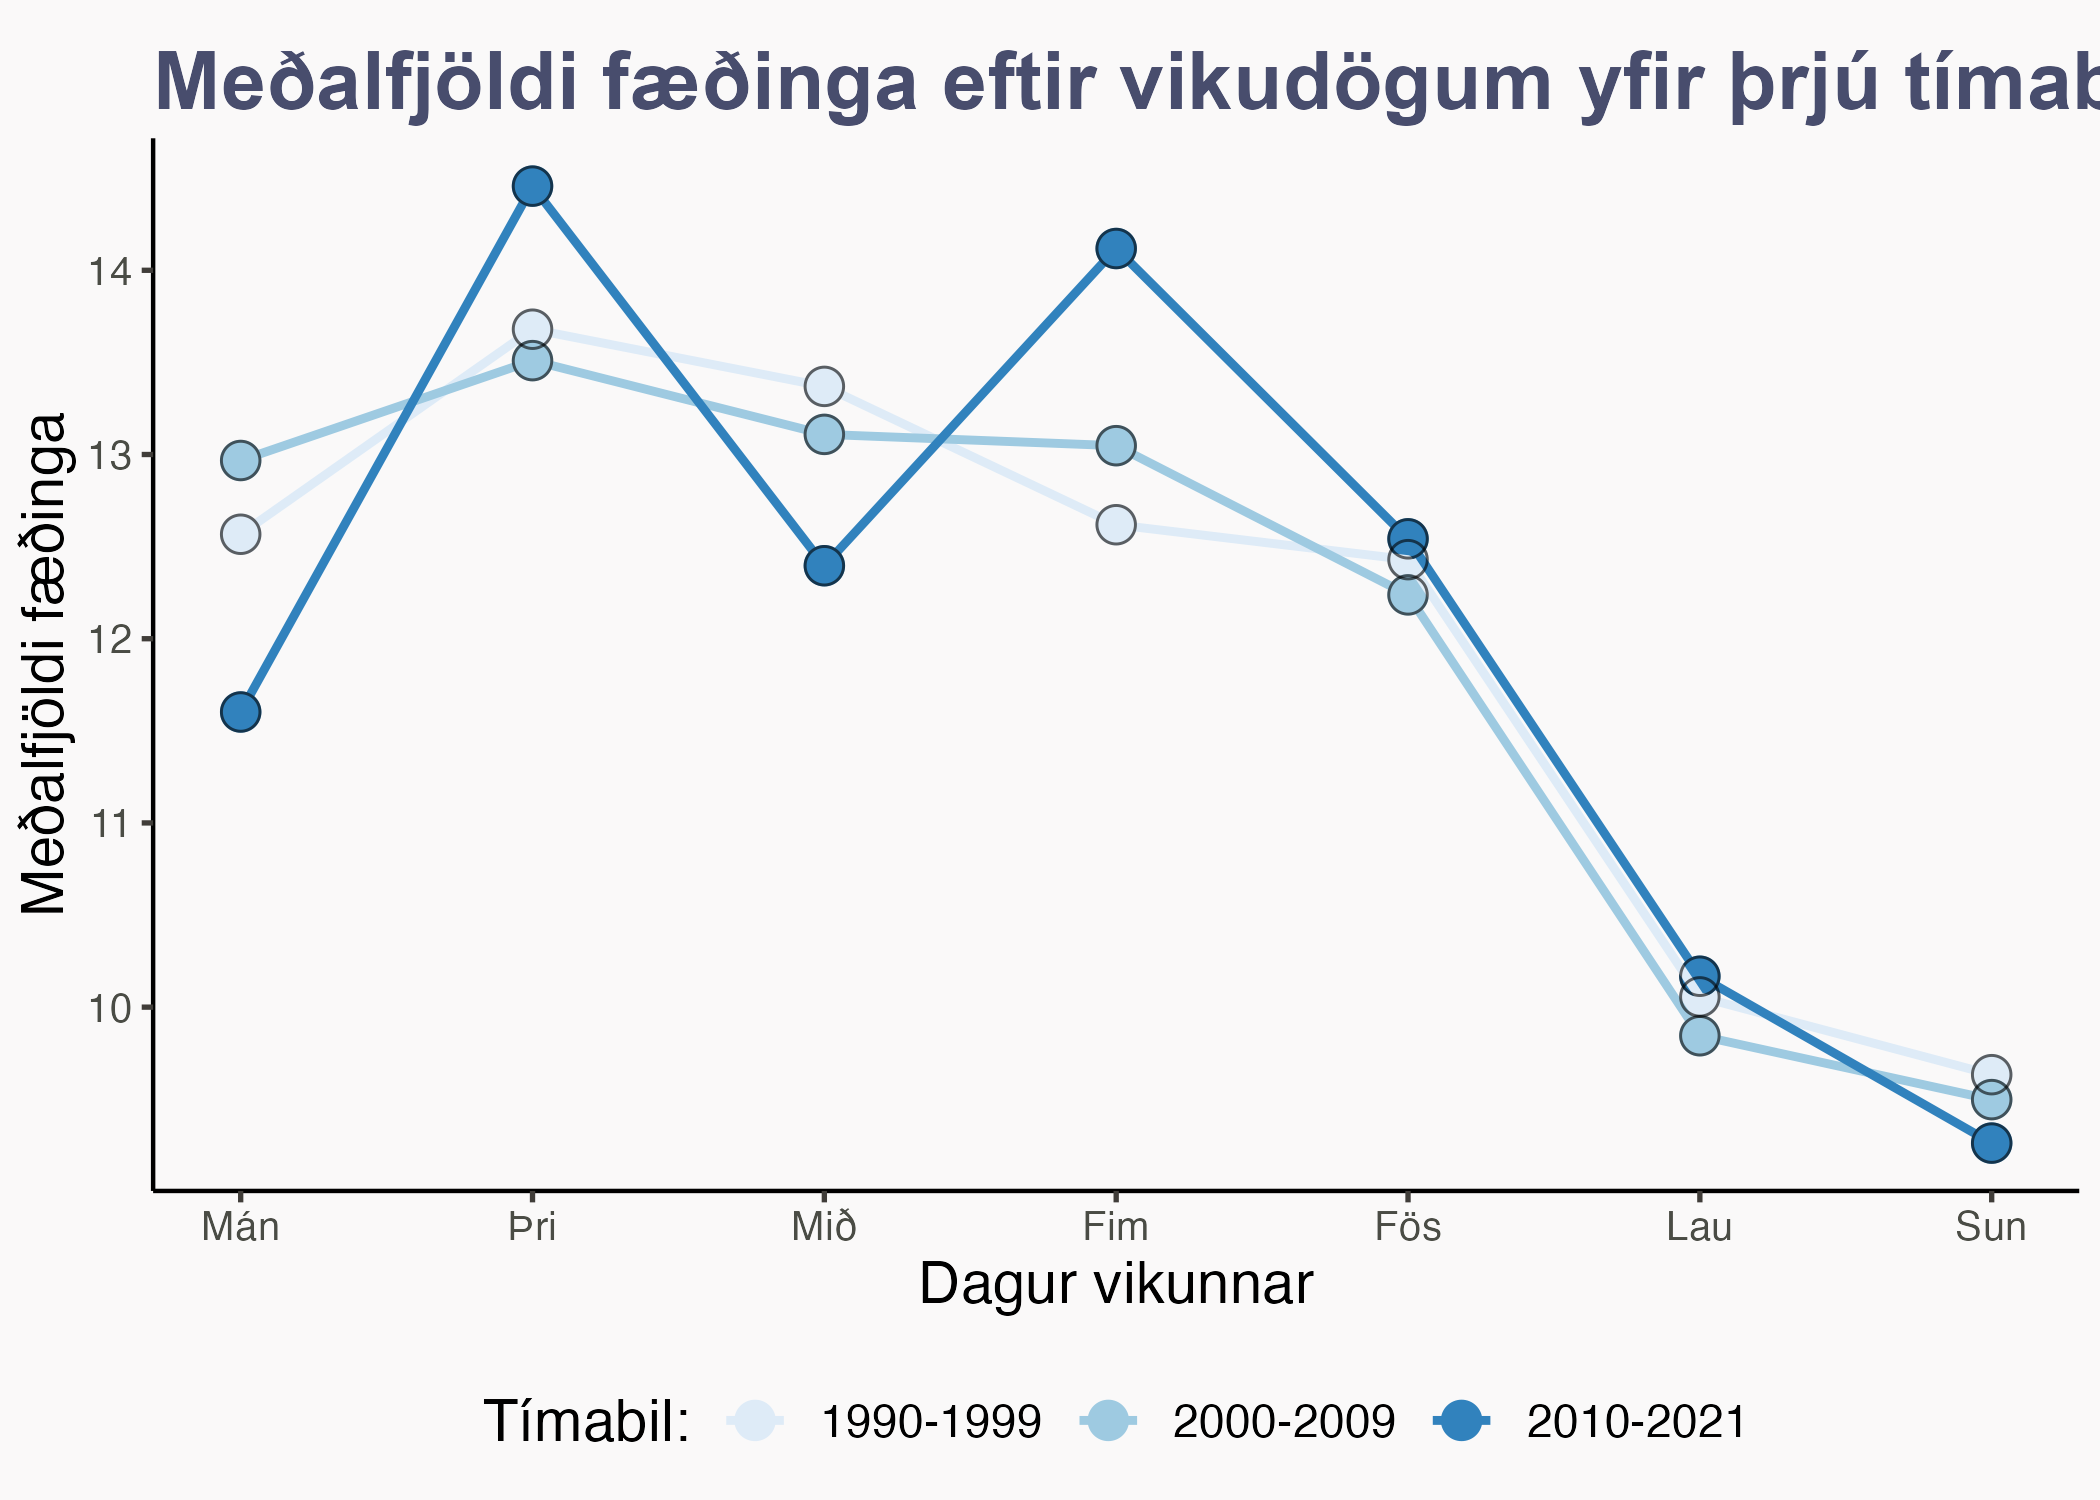 Meðalfjöldi fæðinga eftir vikudögum yfir þrjú
Meðalfjöldi fæðinga
14
13
12
11
10
Mán Þri Mið Fim Fös Lau Sun
Dagur vikunnar
Tímabil: 1990-1999 2000-2009 2010-2021